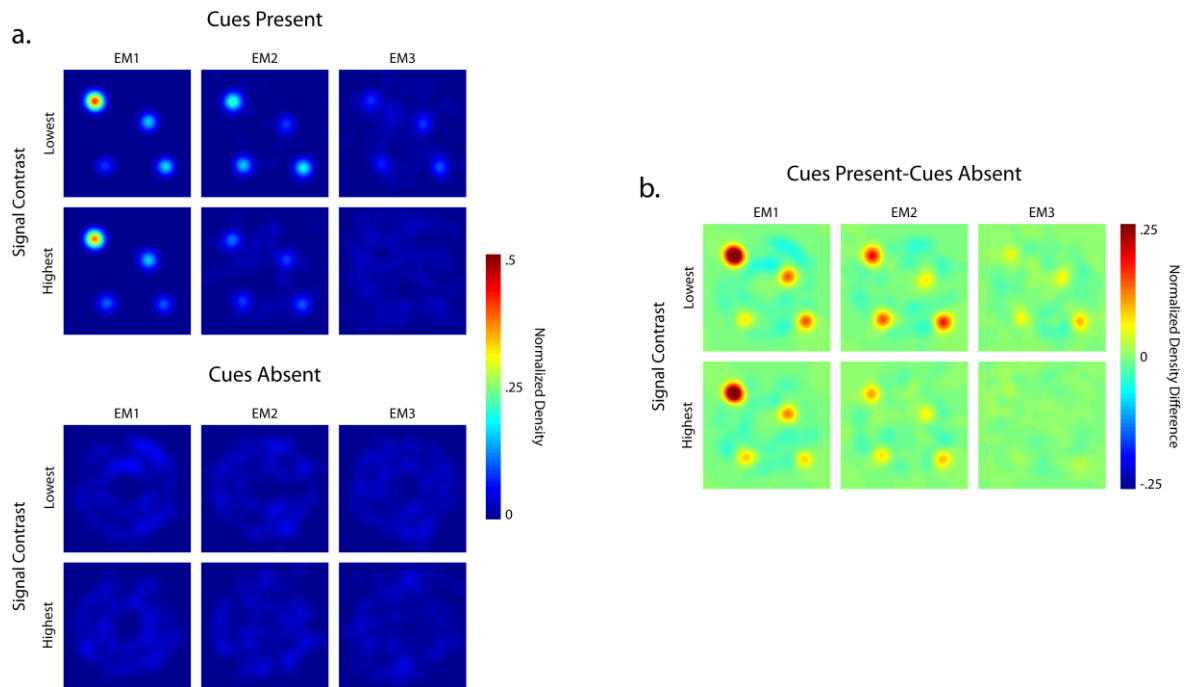 a.
Cues Present
EM1 EM2 EM3
Signal Contrast
Lowest
Highest
.5
.25
0
Normalized Density
Cues Absent
EM1 EM2 EM3
Signal Contrast
Lowest
Highest
b.
Cues Present-Cues Absent
EM1 EM2 EM3
Signal Contrast
Lowest
Highest
.25
0
-.25
Normalized Density Difference